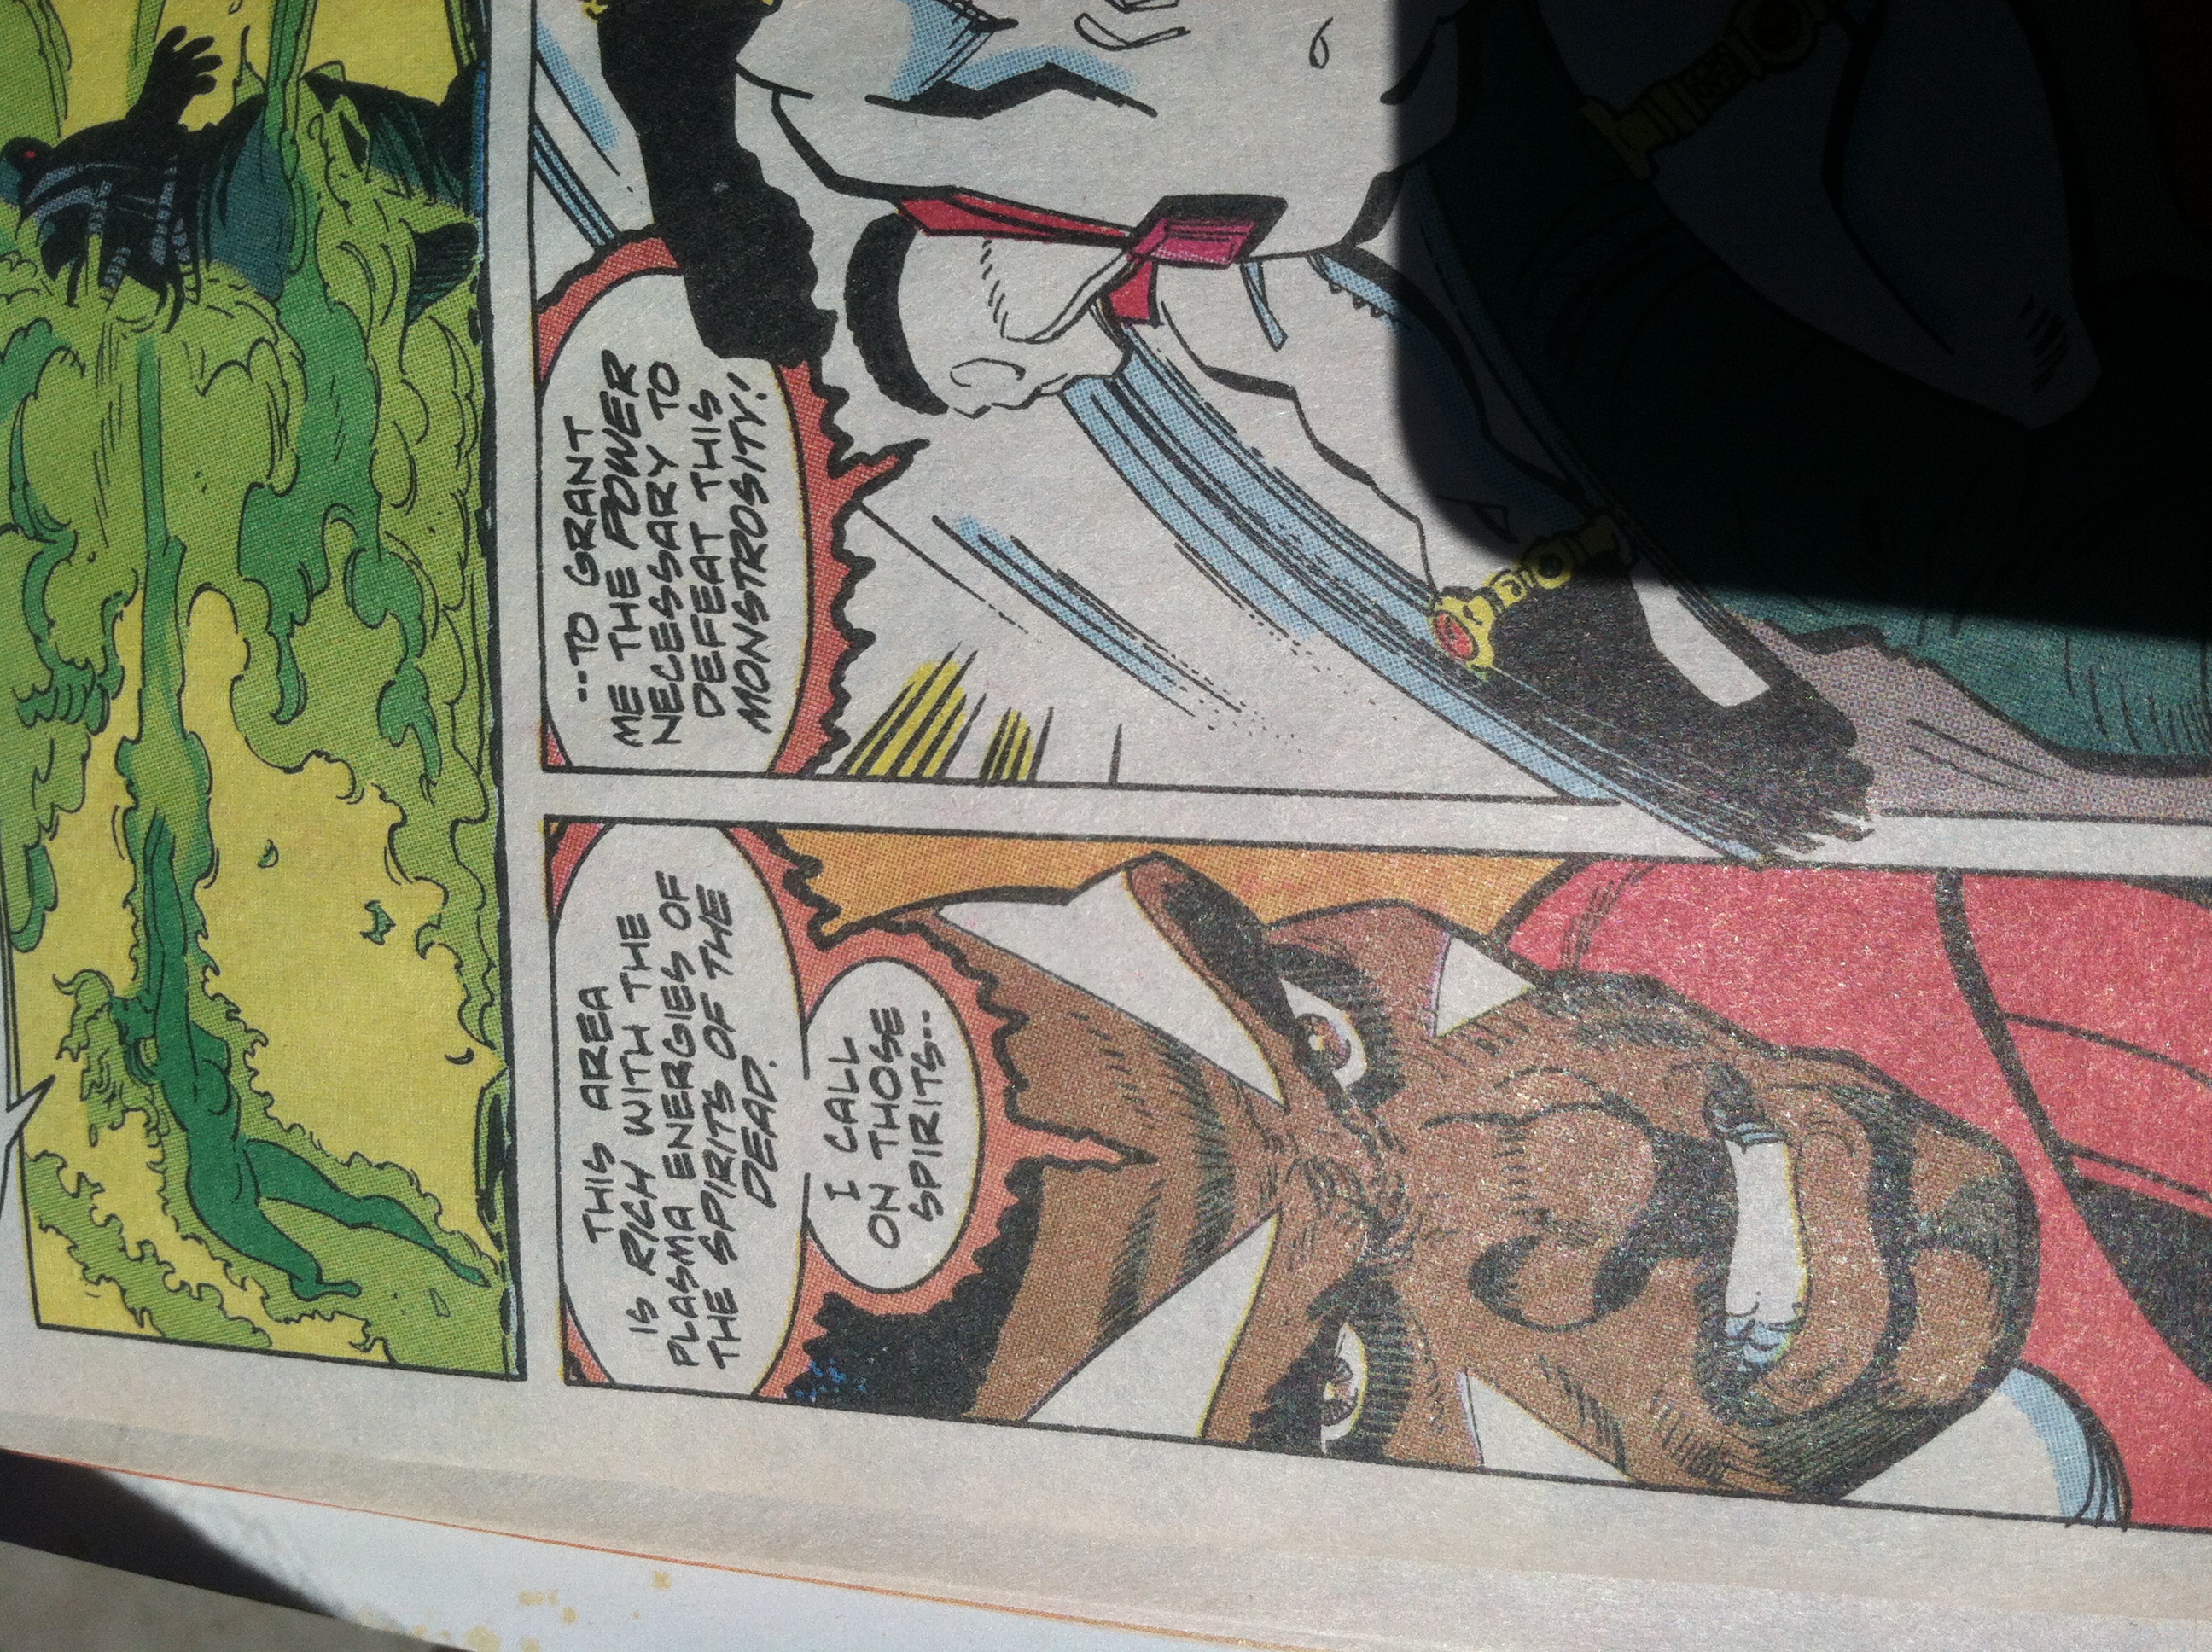 THIS AREA
IS RICH WITH THE
PLASMA ENERGIES OF
THE SPIRITS OF THE
DEAD.
I CALL
ON THOSE
SPIRITS--
--TO GRANT
ME THE POWER
NECESSARY TO
DEFEAT THIS
MONSTROSITY!